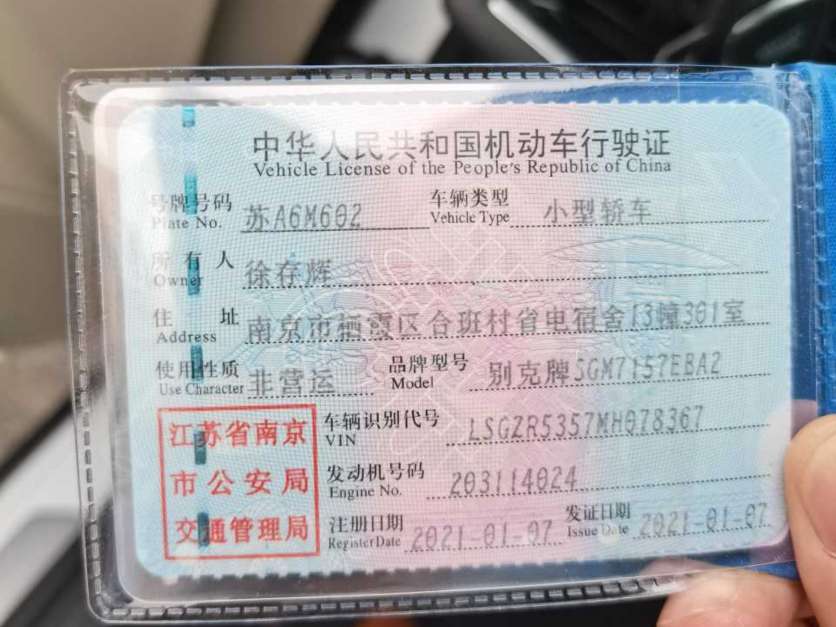 中华人民共和国机动车行驶证
Vehicle License of the People's Republic of China
号牌号码 苏A6M602 车辆类型 小型轿车
Plate No. Vehicle Type
所有人 徐存辉
Owner
住址 南京市栖霞区合班村省电宿舍13幢301室
Address
使用性质 非营运 品牌型号 别克牌SGM7157EBA2
Use Character Model
江苏省南京
市公安局
交通管理局
车辆识别代号 LSGZR5357MH078367
VIN
发动机号码 203114024
Engine No.
注册日期 2021-01-07 发证日期 2021-01-07
Register Date Issue Date